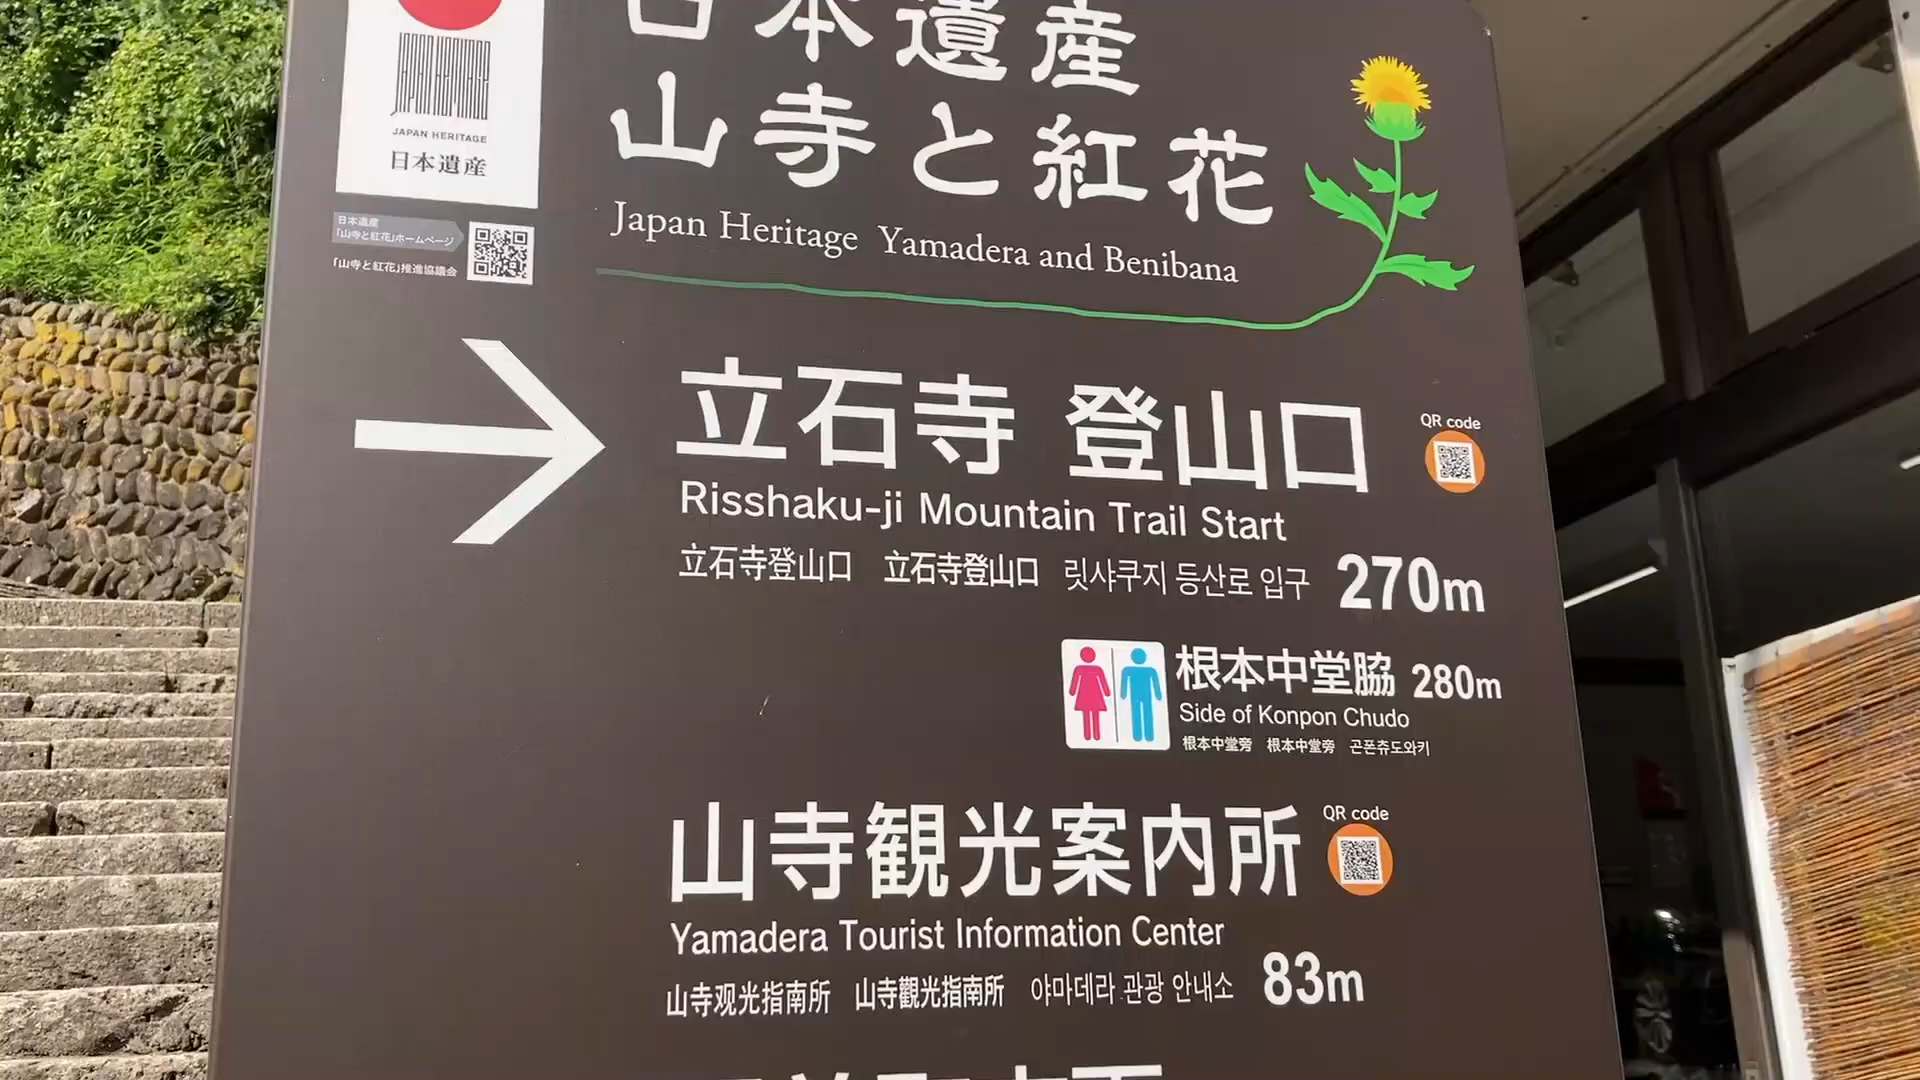 日本遺産
山寺と紅花
Japan Heritage Yamadera and Benibana
JAPAN HERITAGE
日本遺産
日本遺産
「山寺と紅花」ホームページ
「山寺と紅花」推進協議会
立石寺 登山口
QR code
Risshaku-ji Mountain Trail Start
立石寺登山口 立石寺登山口 릿샤쿠지 등산로 입구 270m
根本中堂脇 280m
Side of Konpon Chudo
根本中堂旁 根本中堂旁 곤폰츄도와키
山寺観光案内所
QR code
Yamadera Tourist Information Center
山寺观光指南所 山寺觀光指南所 야마데라 관광 안내소 83m